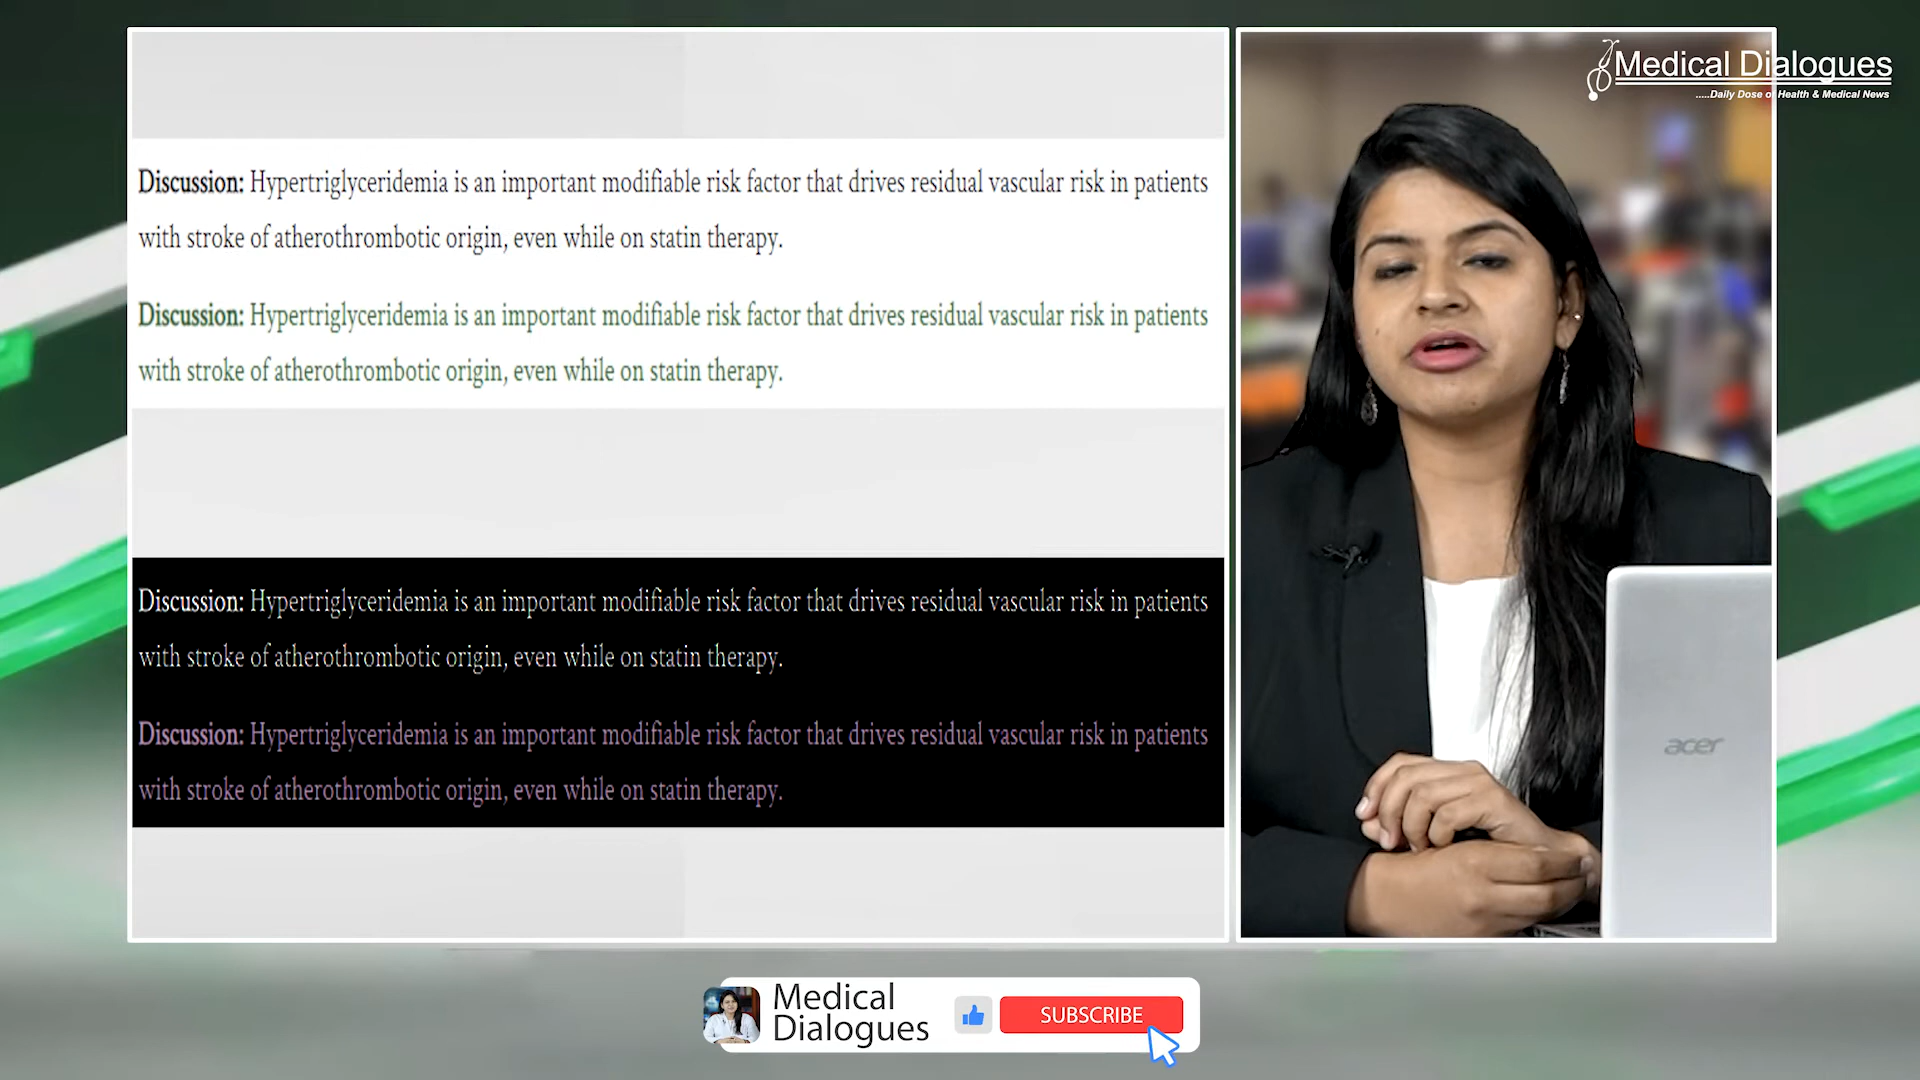 Medical Dialogues
.....Daily Dose of Health & Medical News
Discussion: Hypertriglyceridemia is an important modifiable risk factor that drives residual vascular risk in patients
with stroke of atherothrombotic origin, even while on statin therapy.
Discussion: Hypertriglyceridemia is an important modifiable risk factor that drives residual vascular risk in patients
with stroke of atherothrombotic origin, even while on statin therapy.
Discussion: Hypertriglyceridemia is an important modifiable risk factor that drives residual vascular risk in patients
with stroke of atherothrombotic origin, even while on statin therapy.
Discussion: Hypertriglyceridemia is an important modifiable risk factor that drives residual vascular risk in patients
with stroke of atherothrombotic origin, even while on statin therapy.
acer
Medical
Dialogues
SUBSCRIBE